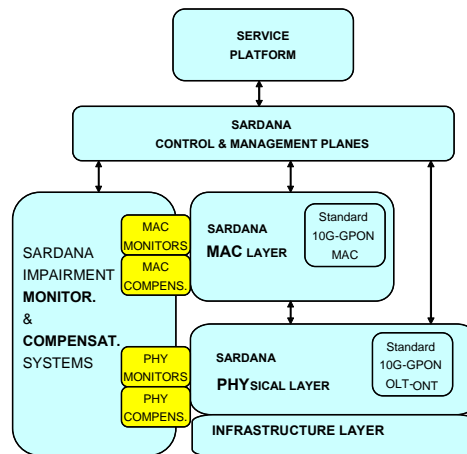 SERVICE
PLATFORM
SARDANA
CONTROL & MANAGEMENT PLANES
SARDANA
IMPAIRMENT
MONITOR.
&
COMPENSAT.
SYSTEMS
MAC
MONITORS
MAC
COMPENS.
SARDANA
MAC LAYER
Standard
10G-GPON
MAC
PHY
MONITORS
PHY
COMPENS.
SARDANA
PHYSICAL LAYER
Standard
10G-GPON
OLT-ONT
INFRASTRUCTURE LAYER